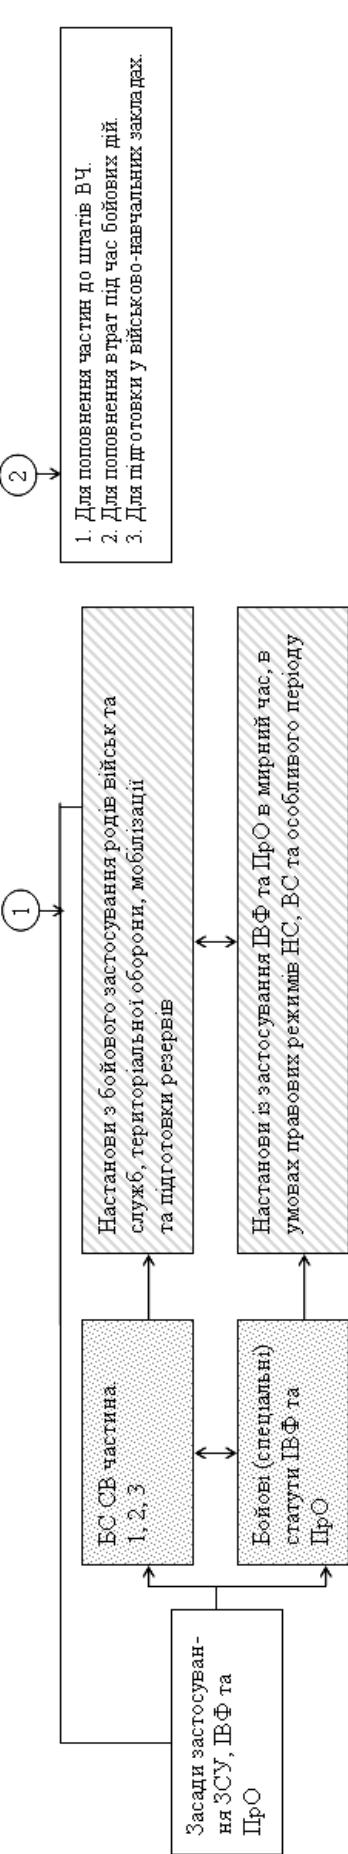 Засади застосуван-
ня ЗСУ, ІВФ та
ПрО
БС СВ частина.
1, 2, 3
Бойові (спеціальні)
статути ІВФ та
ПрО
1
Настанови з бойового застосування родів військ та
служб, територіальної оборони, мобілізації
та підготовки резервів
Настанови із застосування ІВФ та ПрО в мирний час, в
умовах правових режимів НС, ВС та особливого періоду
2
1. Для поповнення частин до штатів ВЧ.
2. Для поповнення втрат під час бойових дій.
3. Для підготовки у військово-навчальних закладах.